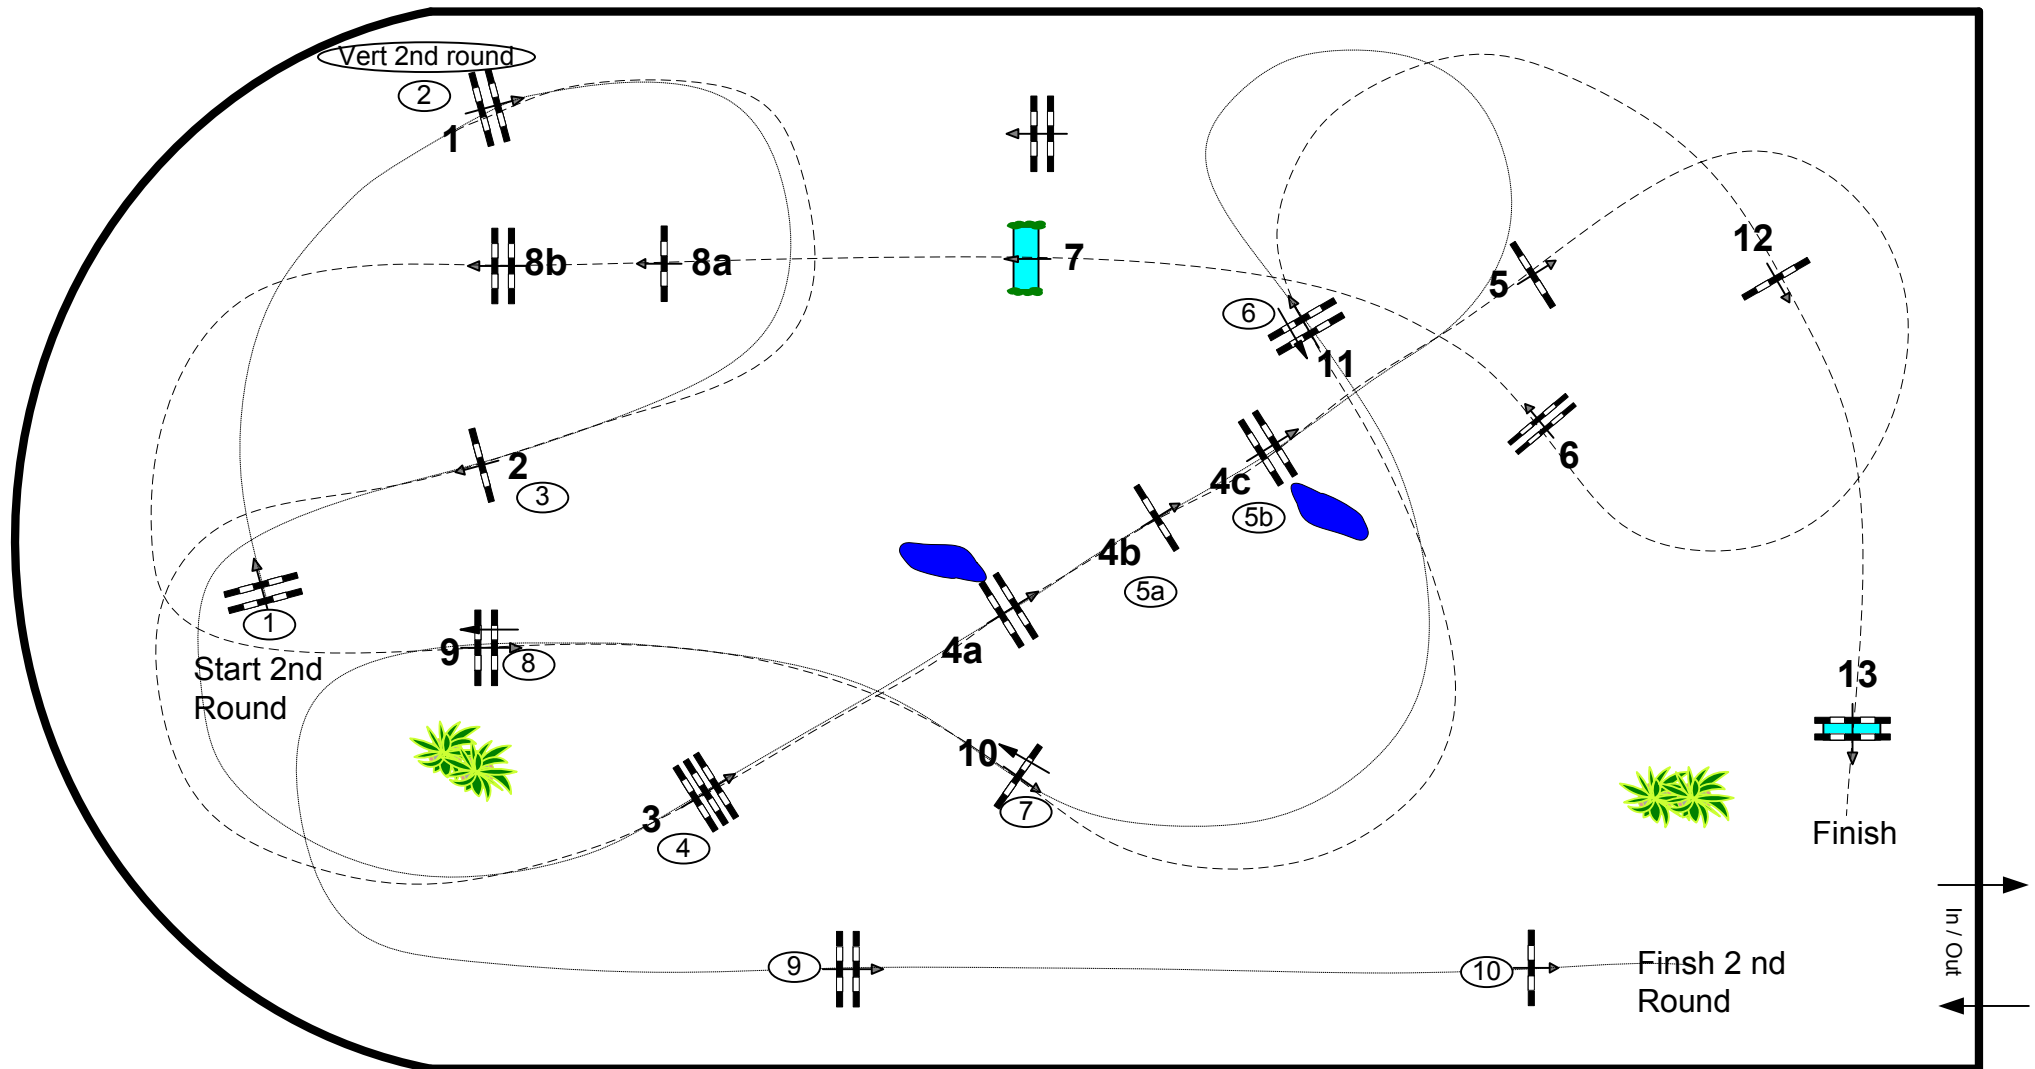 Vert 2nd round
2
1
8b
8a
7
12
5
6
11
2
3
6
4c
5b
4b
5a
1
9
8
4a
Start 2nd
Round
13
10
7
3
4
Finish
In / Out
9
10
Finsh 2 nd
Round